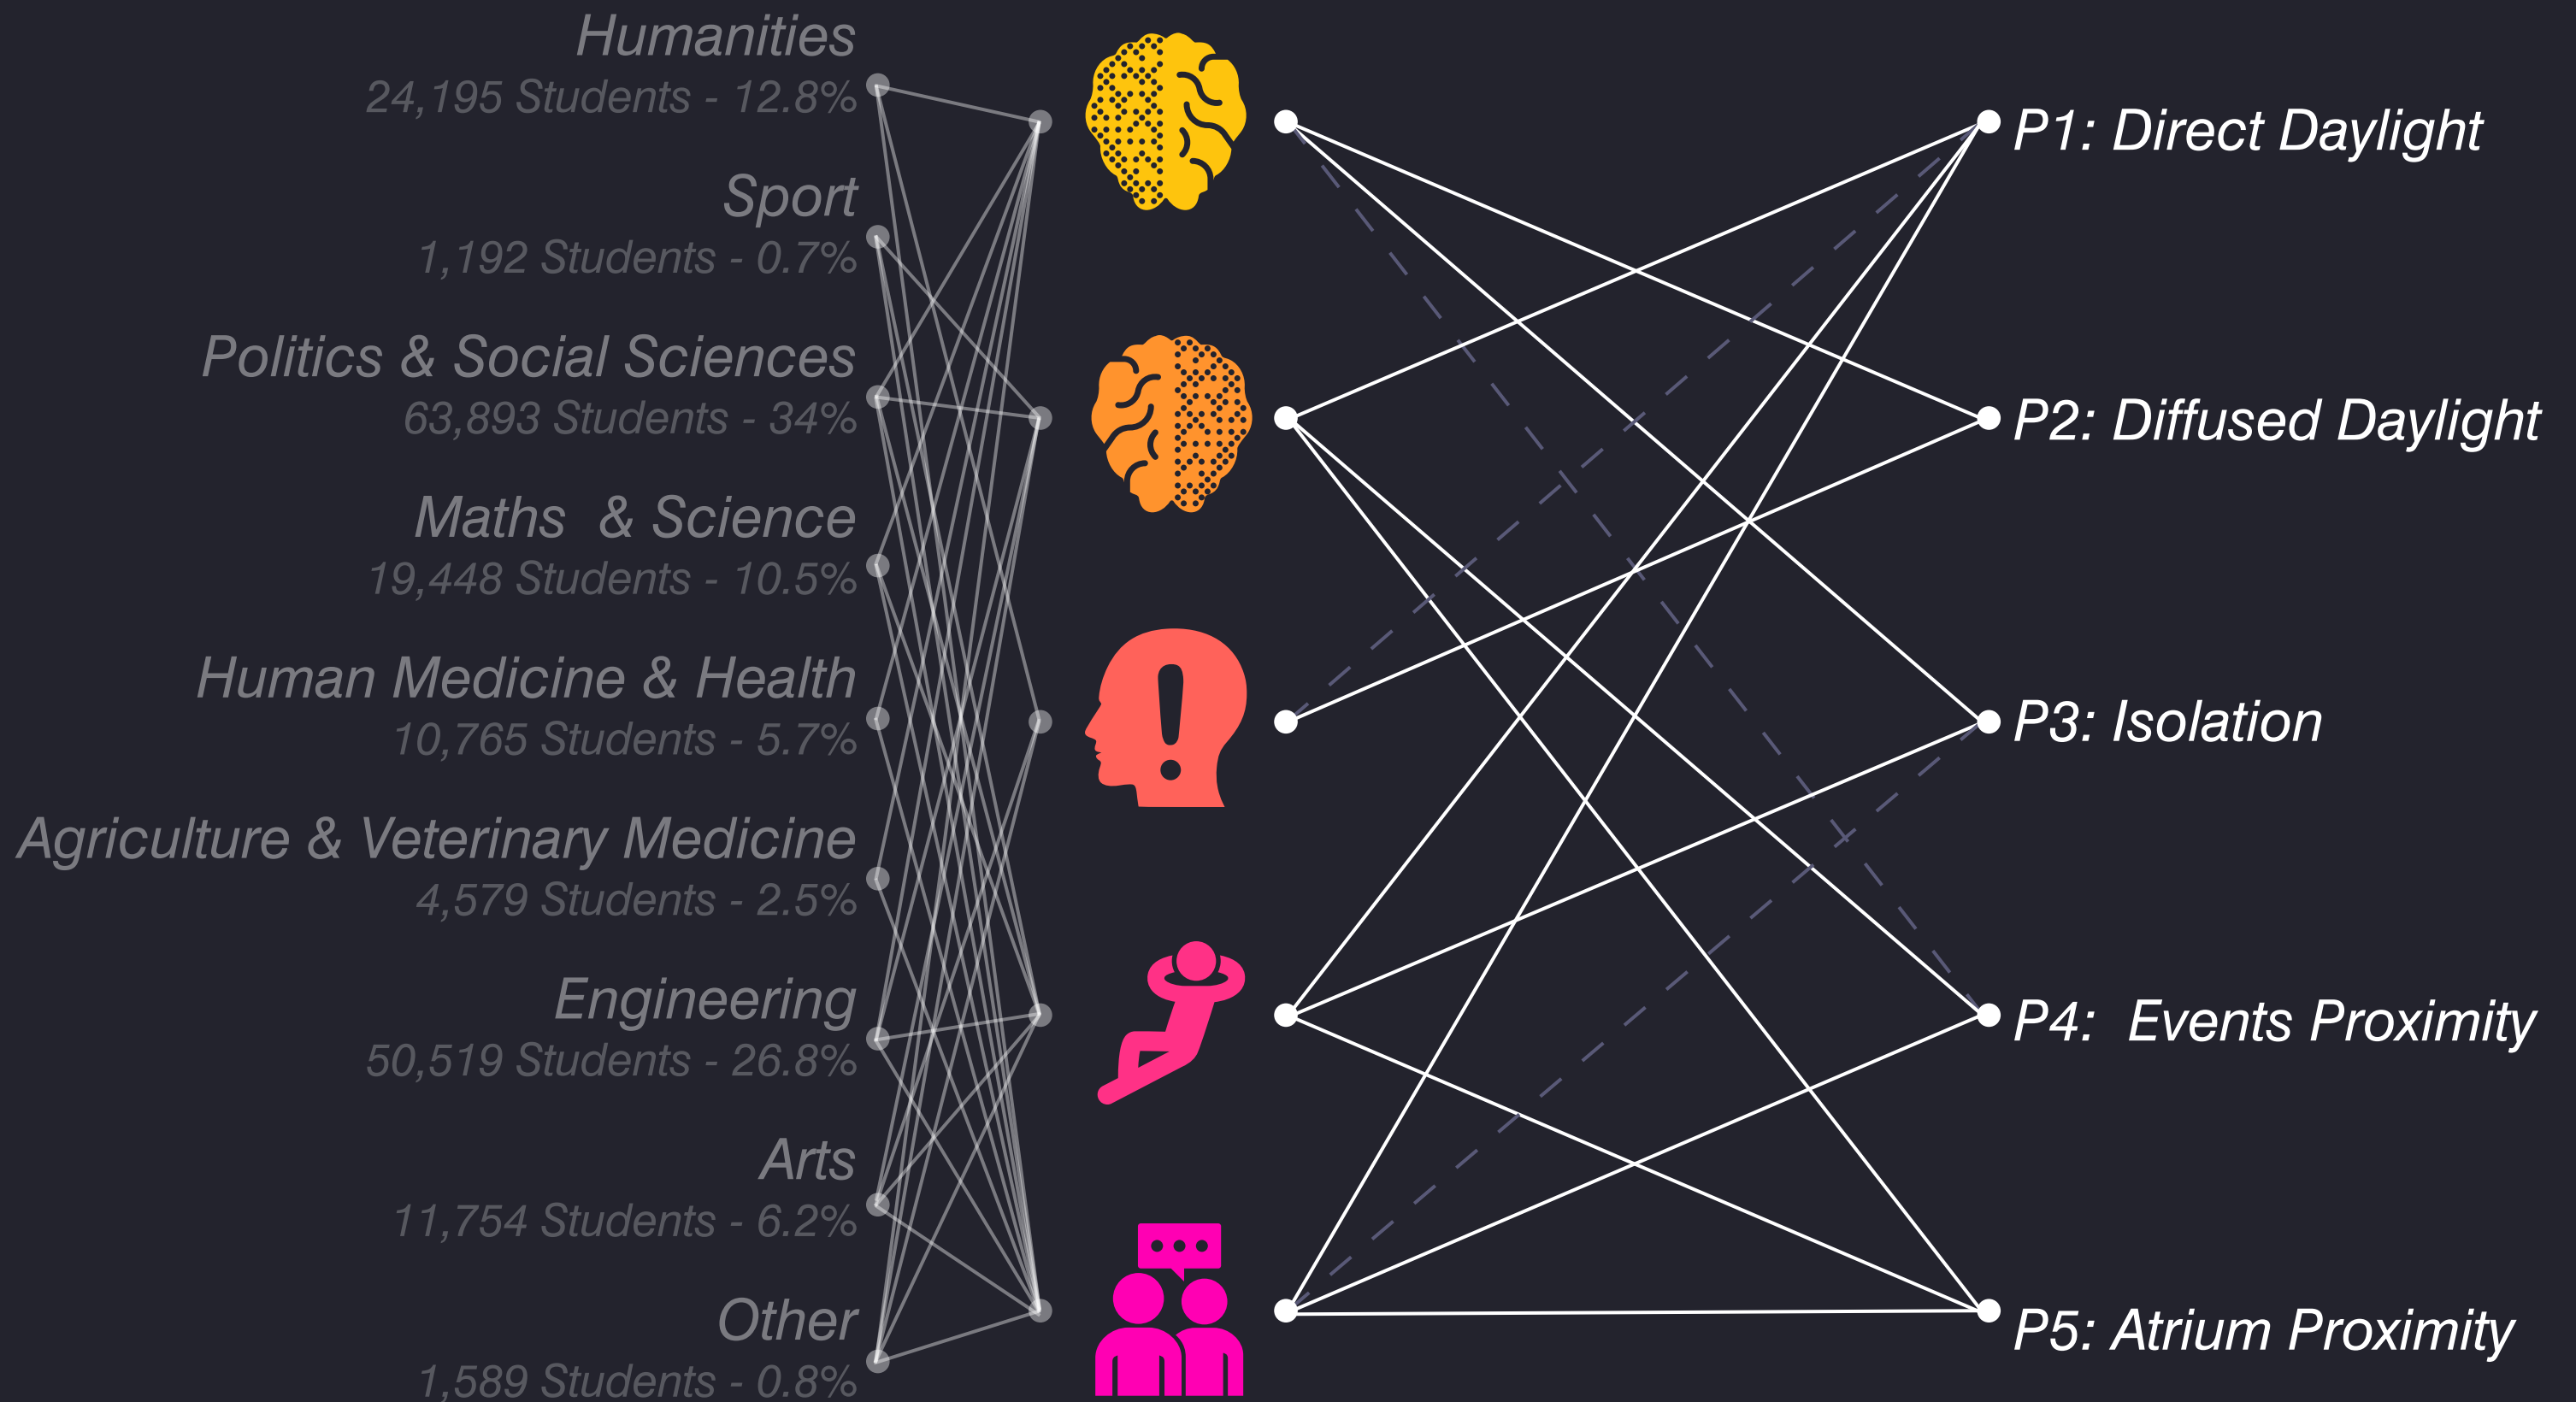 Humanities
24,195 Students - 12.8%
Sport
1,192 Students - 0.7%
Politics & Social Sciences
63,893 Students - 34%
Maths  & Science
19,448 Students - 10.5%
Human Medicine & Health
10,765 Students - 5.7%
Agriculture & Veterinary Medicine
4,579 Students - 2.5%
Engineering
50,519 Students - 26.8%
Arts
11,754 Students - 6.2%
Other
1,589 Students - 0.8%
P1: Direct Daylight
P2: Diffused Daylight
P3: Isolation
P4:  Events Proximity
P5: Atrium Proximity